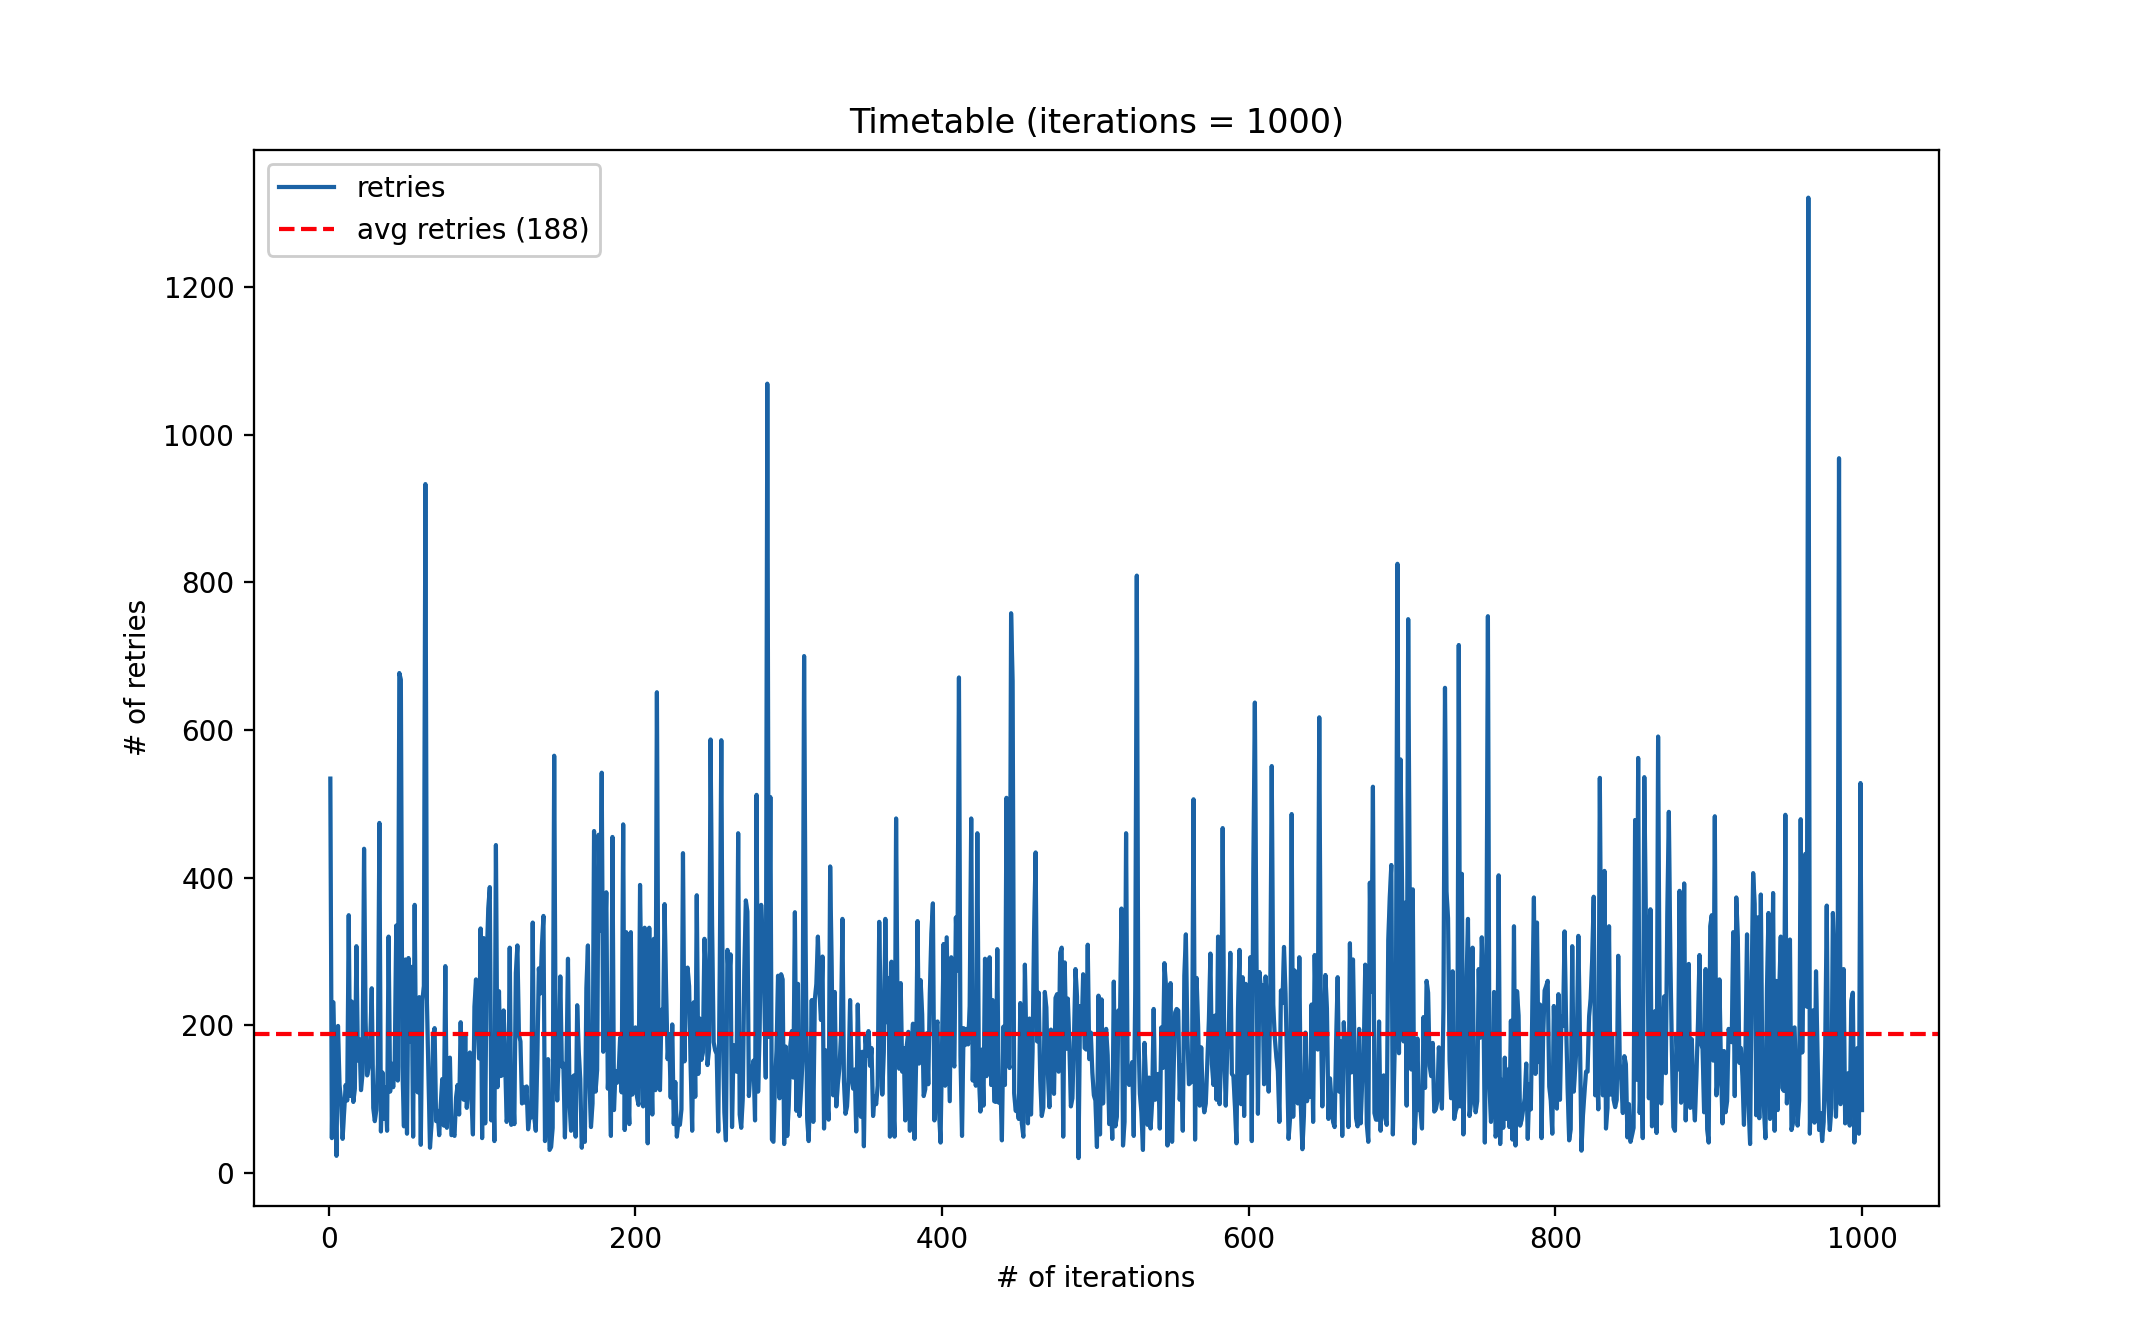 Timetable (iterations = 1000)
retries
avg retries (188)
1200
1000
800
600
400
200
0
# of retries
0 200 400 600 800 1000
# of iterations